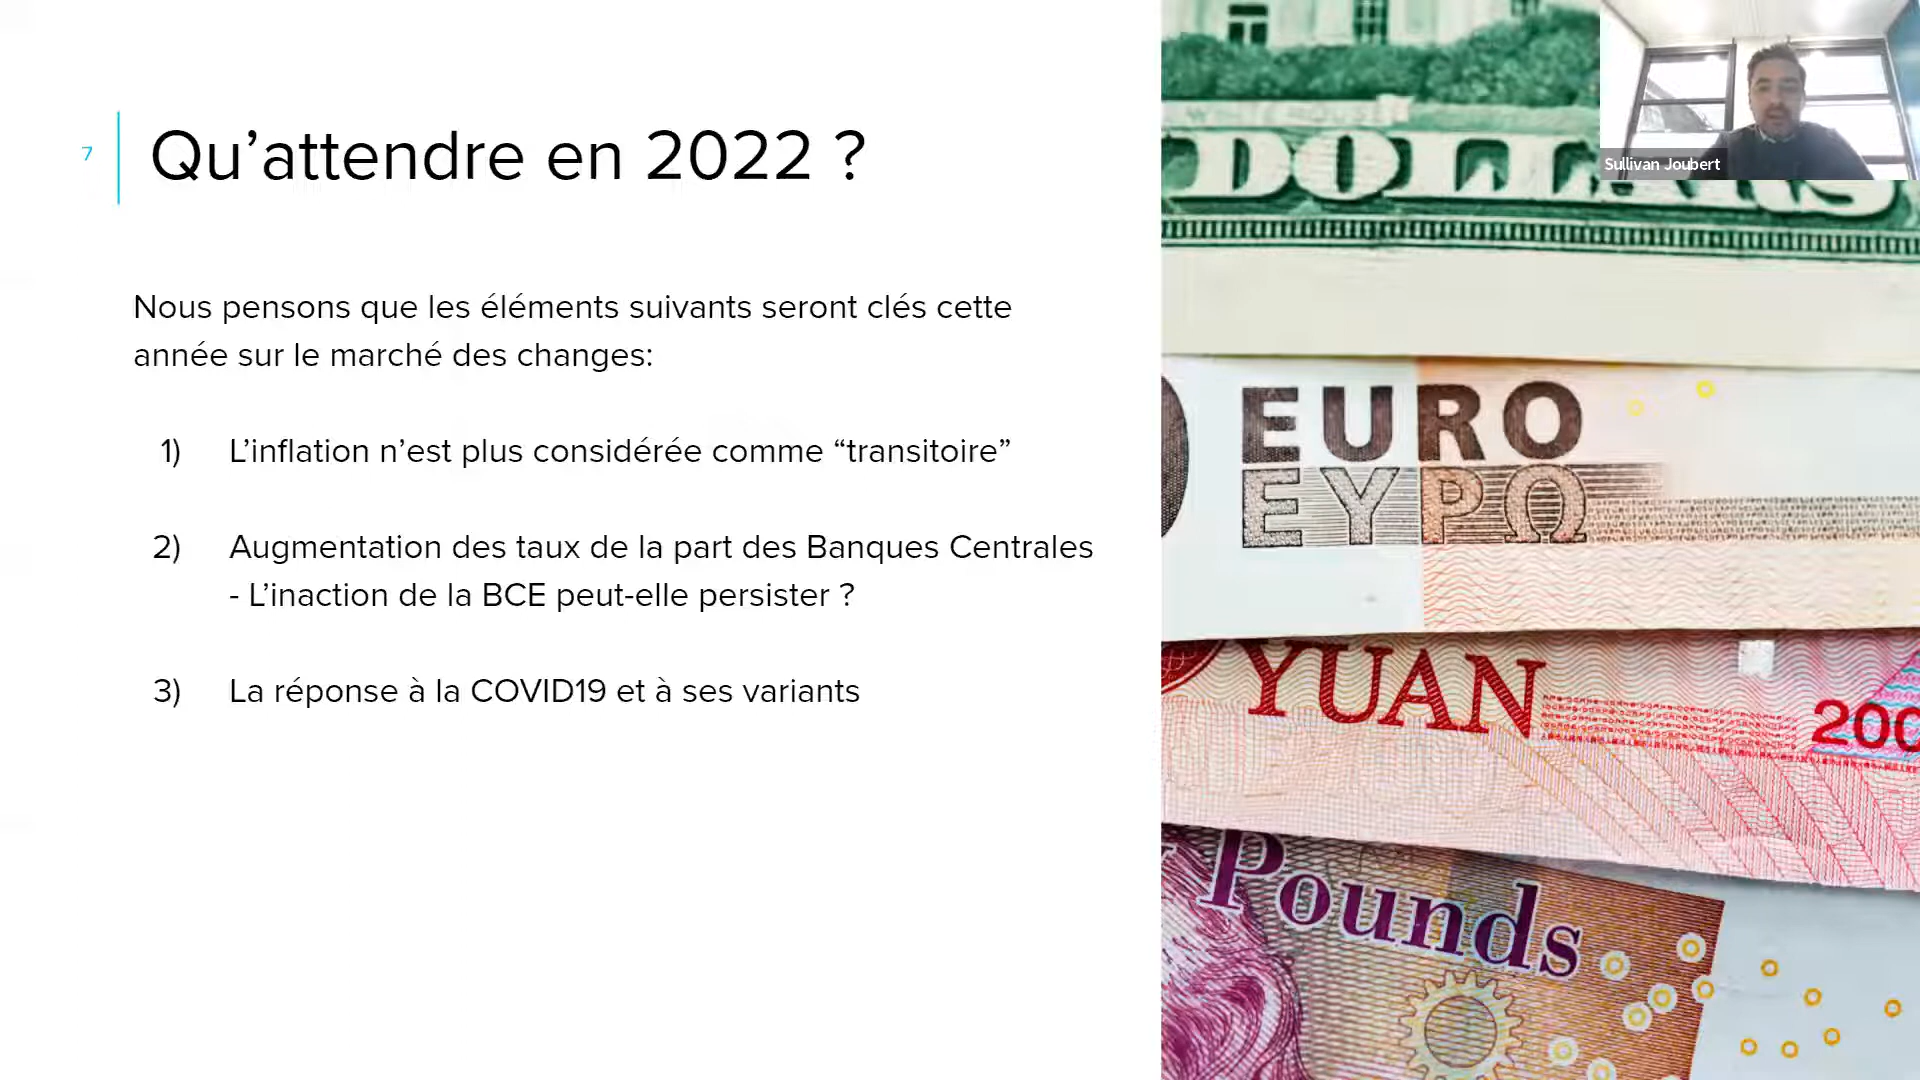 7
Qu’attendre en 2022 ?
Nous pensons que les éléments suivants seront clés cette
année sur le marché des changes:
1) L’inflation n’est plus considérée comme “transitoire”
2) Augmentation des taux de la part des Banques Centrales
- L’inaction de la BCE peut-elle persister ?
3) La réponse à la COVID19 et à ses variants
Sullivan Joubert
DOLLARS
EURO
ΕΥΡΩ
YUAN
200
Pounds